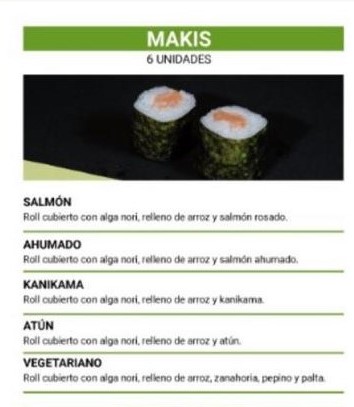 MAKIS
6 UNIDADES
SALMÓN
Roll cubierto con alga nori, relleno de arroz y salmón rosado.
AHUMADO
Roll cubierto con alga nori, relleno de arroz y salmón ahumado.
KANIKAMA
Roll cubierto con alga nori, relleno de arroz y kanikama.
ATÚN
Roll cubierto con alga nori, relleno de arroz y atún.
VEGETARIANO
Roll cubierto con alga nori, relleno de arroz, zanahoria, pepino y palta.